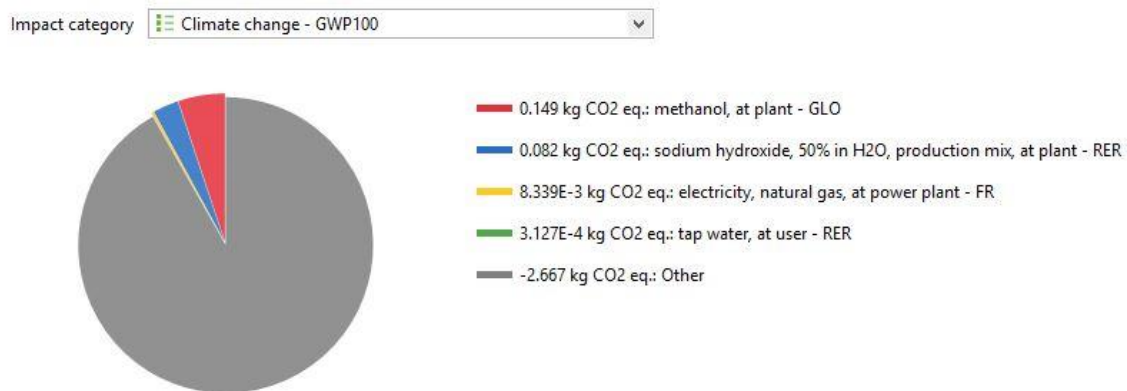 Impact category Climate change - GWP100
0.149 kg CO2 eq.: methanol, at plant - GLO
0.082 kg CO2 eq.: sodium hydroxide, 50% in H2O, production mix, at plant - RER
8.339E-3 kg CO2 eq.: electricity, natural gas, at power plant - FR
3.127E-4 kg CO2 eq.: tap water, at user - RER
-2.667 kg CO2 eq.: Other